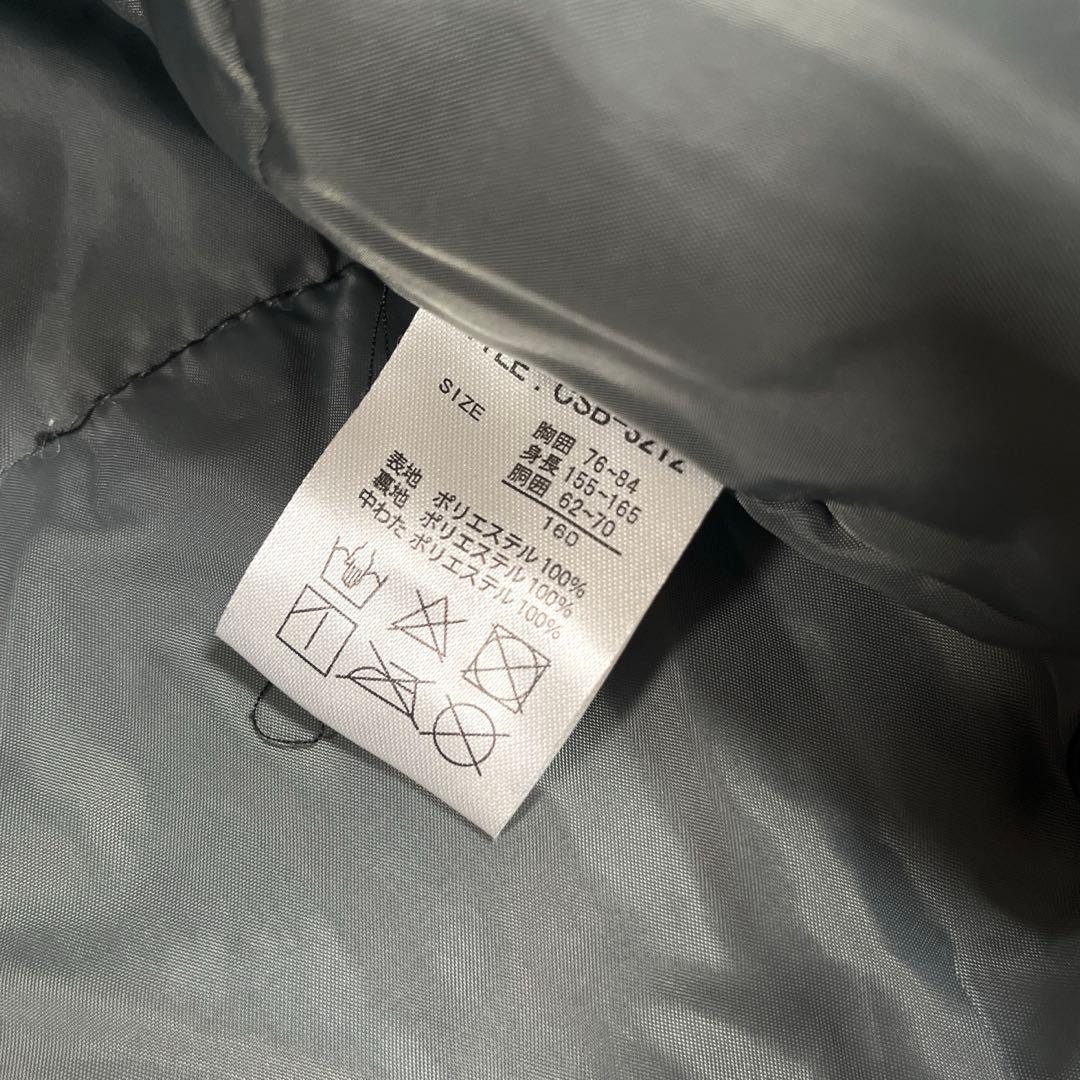 SIZE
胸囲 76~84
身長 155~165
胴囲 62~70
160
表地 ポリエステル 100%
裏地 ポリエステル 100%
中わた ポリエステル 100%